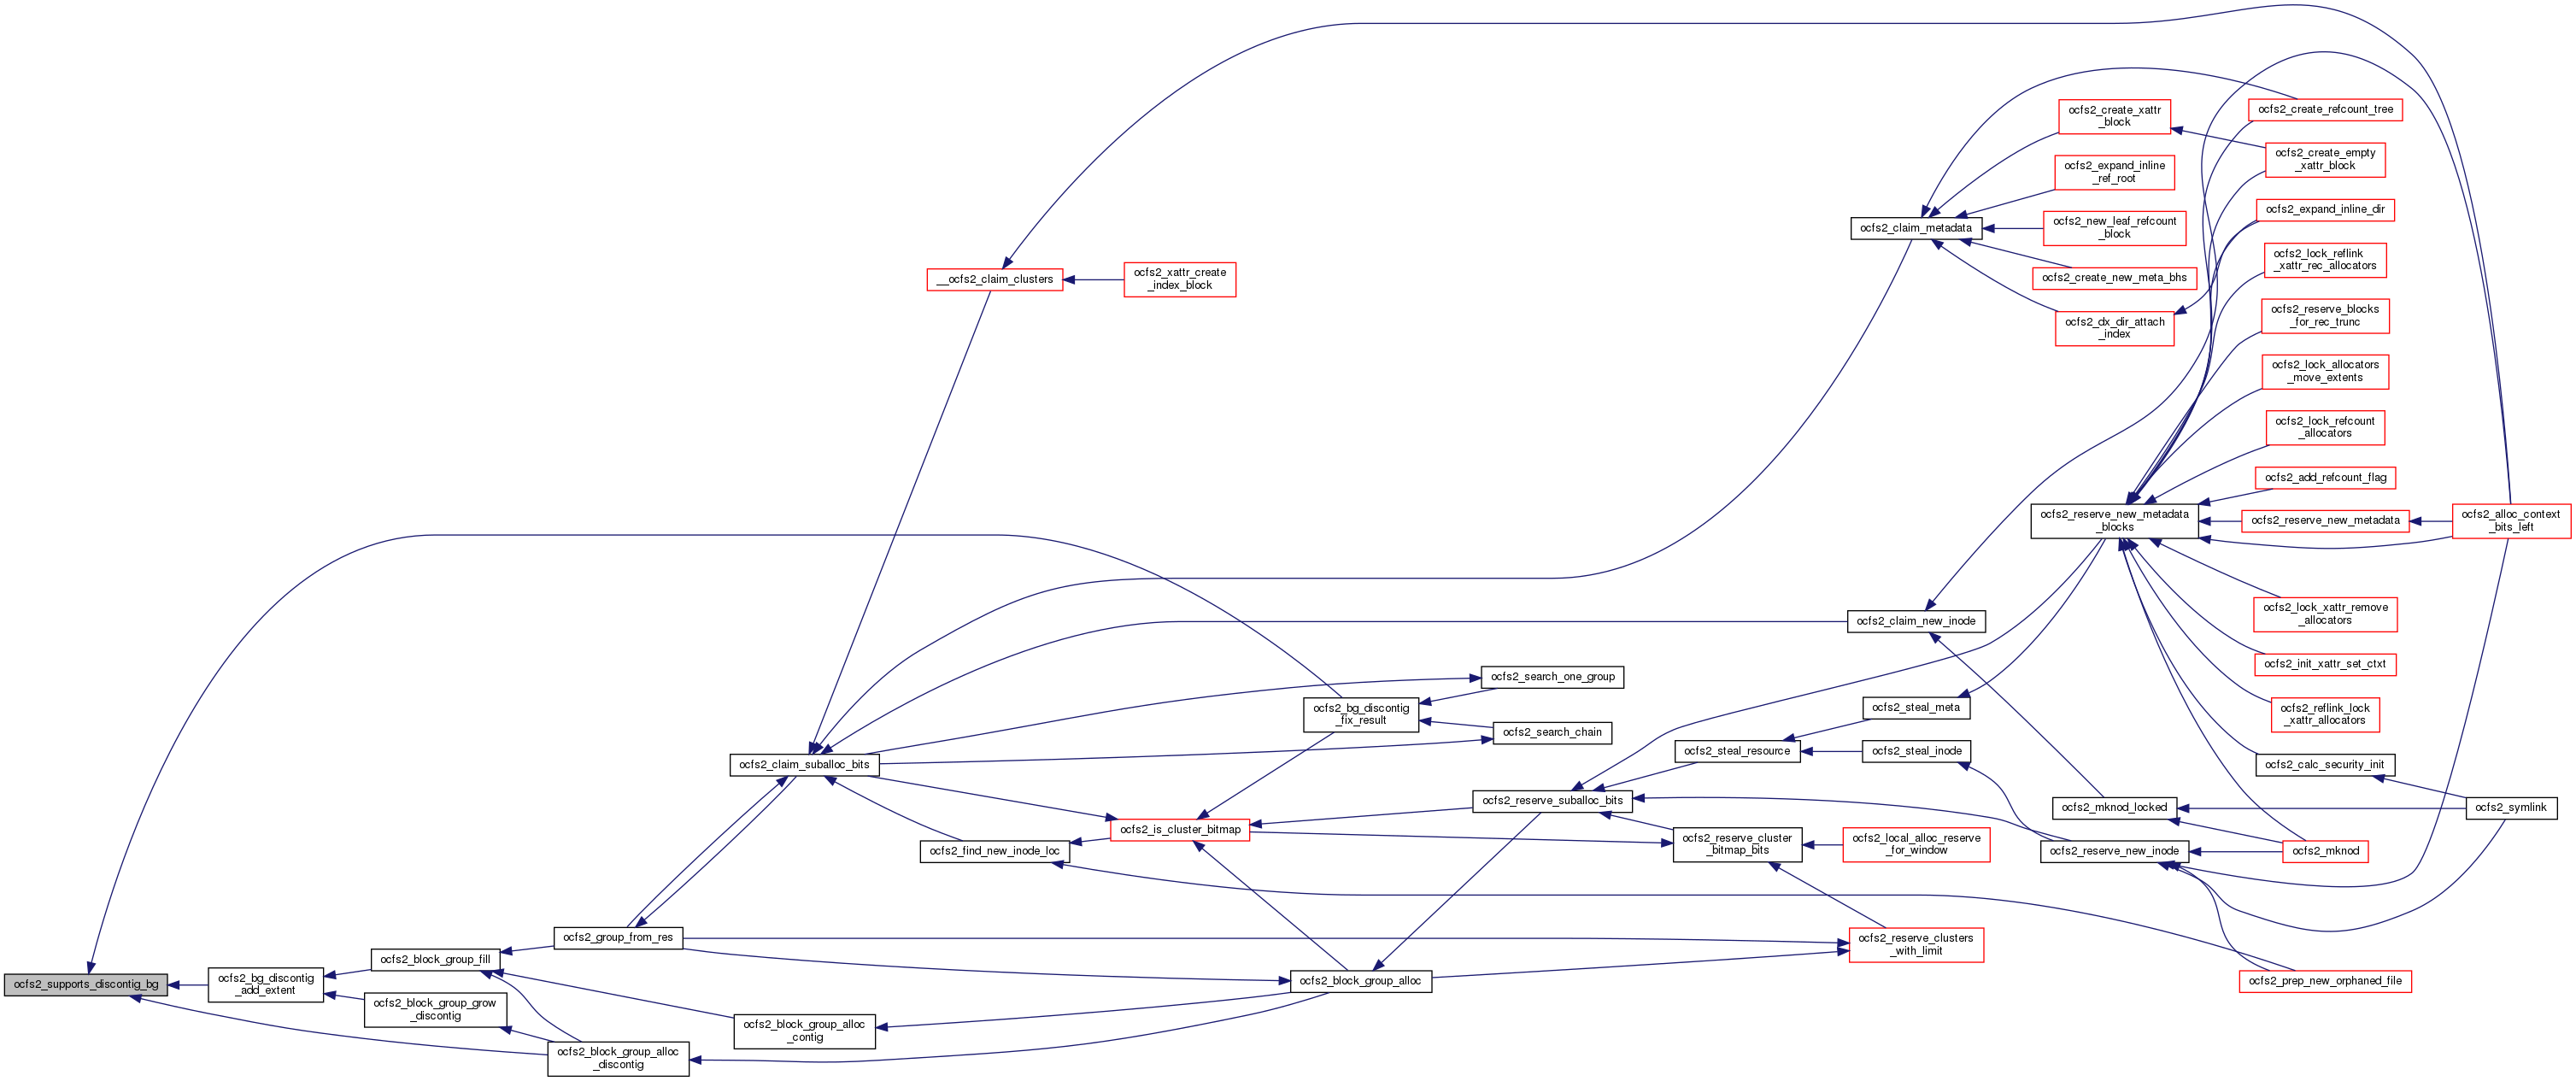 ocfs2_supports_discontig_bg
ocfs2_bg_discontig
_add_extent
ocfs2_block_group_fill
ocfs2_block_group_grow
_discontig
ocfs2_group_from_res
ocfs2_block_group_alloc
_discontig
ocfs2_bg_discontig
_fix_result
ocfs2_claim_suballoc_bits
ocfs2_block_group_alloc
_contig
__ocfs2_claim_clusters
ocfs2_xattr_create
_index_block
ocfs2_find_new_inode_loc
ocfs2_is_cluster_bitmap
ocfs2_block_group_alloc
ocfs2_search_one_group
ocfs2_search_chain
ocfs2_reserve_suballoc_bits
ocfs2_steal_resource
ocfs2_reserve_cluster
_bitmap_bits
ocfs2_claim_metadata
ocfs2_claim_new_inode
ocfs2_steal_meta
ocfs2_steal_inode
ocfs2_local_alloc_reserve
_for_window
ocfs2_reserve_clusters
_with_limit
ocfs2_create_xattr
_block
ocfs2_expand_inline
_ref_root
ocfs2_new_leaf_refcount
_block
ocfs2_create_new_meta_bhs
ocfs2_dx_dir_attach
_index
ocfs2_reserve_new_metadata
_blocks
ocfs2_mknod_locked
ocfs2_reserve_new_inode
ocfs2_create_refcount_tree
ocfs2_create_empty
_xattr_block
ocfs2_expand_inline_dir
ocfs2_lock_reflink
_xattr_rec_allocators
ocfs2_reserve_blocks
_for_rec_trunc
ocfs2_lock_allocators
_move_extents
ocfs2_lock_refcount
_allocators
ocfs2_add_refcount_flag
ocfs2_reserve_new_metadata
ocfs2_lock_xattr_remove
_allocators
ocfs2_init_xattr_set_ctxt
ocfs2_reflink_lock
_xattr_allocators
ocfs2_calc_security_init
ocfs2_mknod
ocfs2_prep_new_orphaned_file
ocfs2_alloc_context
_bits_left
ocfs2_symlink